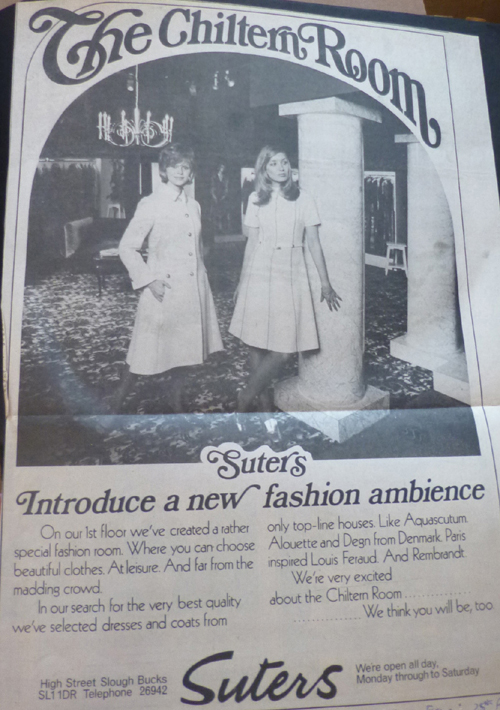 The Chiltern Room
Suters
Introduce a new fashion ambience
On our 1st floor we've created a rather
special fashion room. Where you can choose
beautiful clothes. At leisure. And far from the
madding crowd.
In our search for the very best quality
we've selected dresses and coats from
only top-line houses. Like Aquascutum.
Alouette and Degn from Denmark. Paris
inspired Louis Feraud. And Rembrandt.
We're very excited
about the Chiltern Room ..............
.............. We think you will be, too.
High Street Slough Bucks
SL1 1DR Telephone 26942
Suters
We're open all day,
Monday through to Saturday